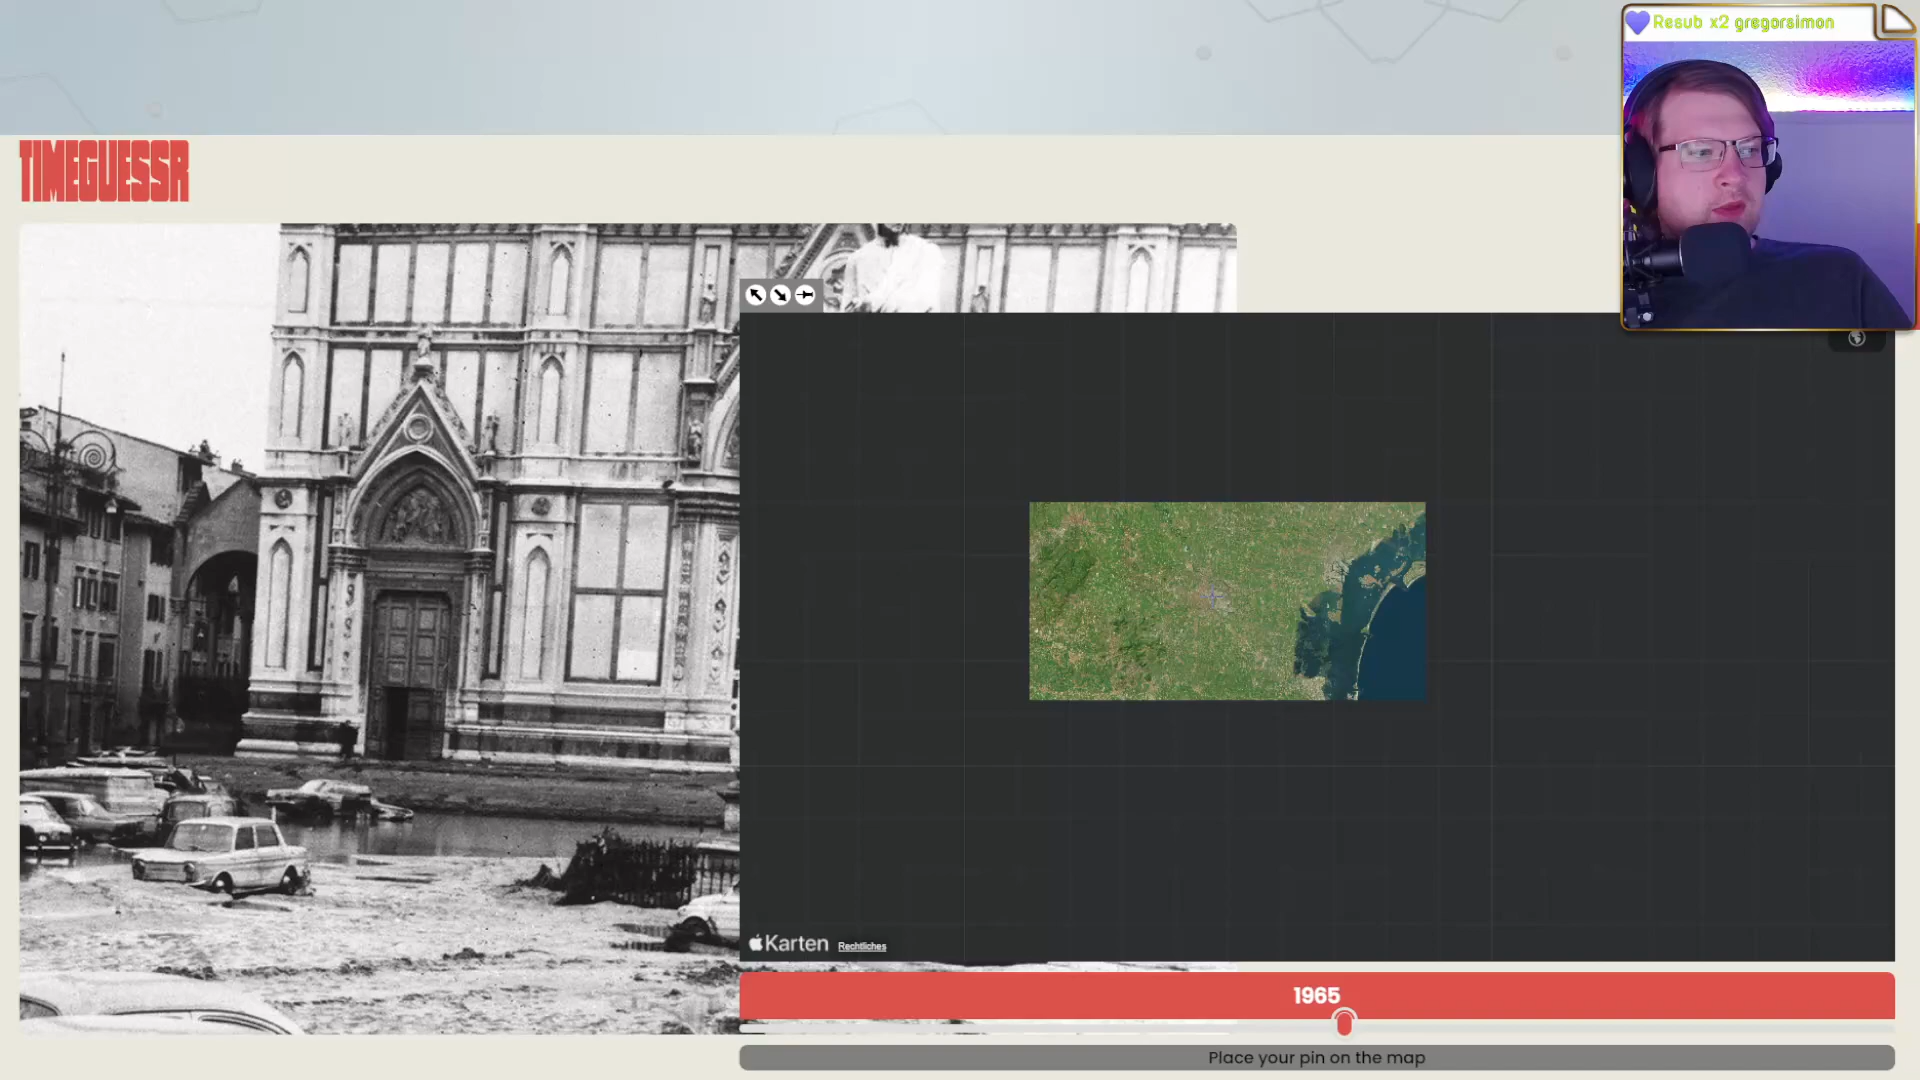 Resub x2 gregorsimon
TIMEGUESSR
Karten Rechtliches
1965
Place your pin on the map